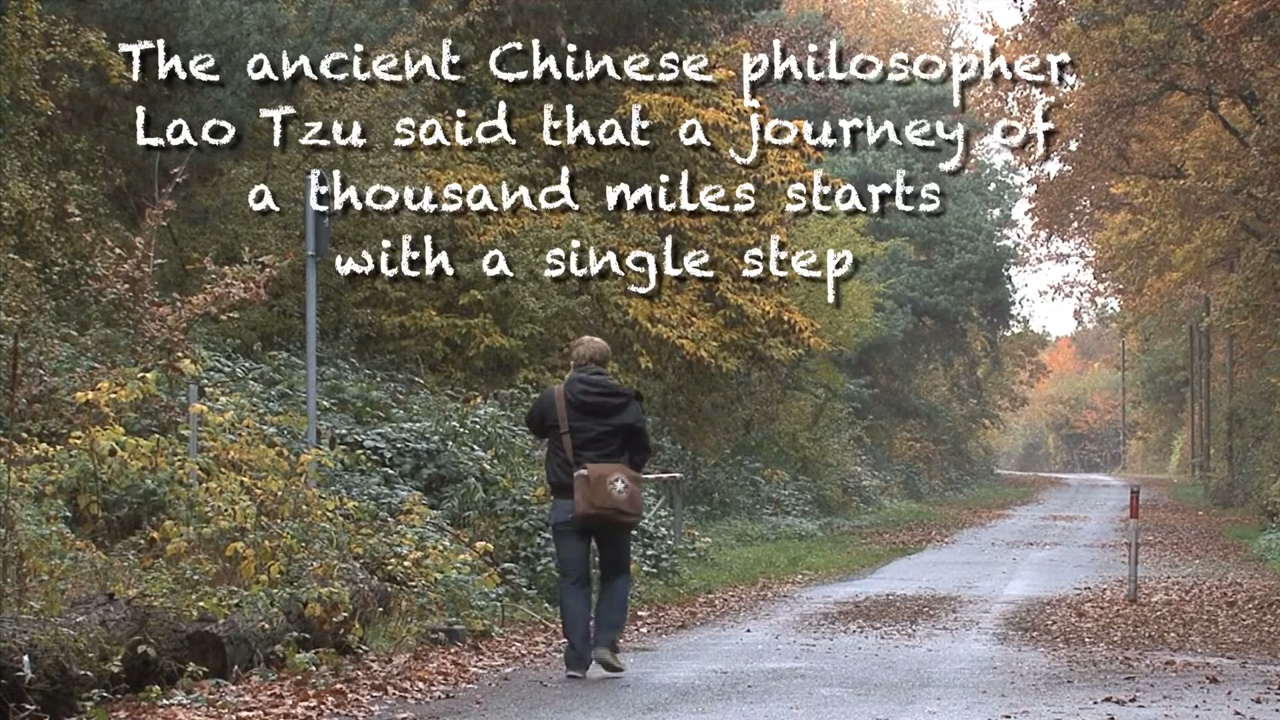 The ancient Chinese philosopher
Lao Tzu said that a journey of
a thousand miles starts
with a single step